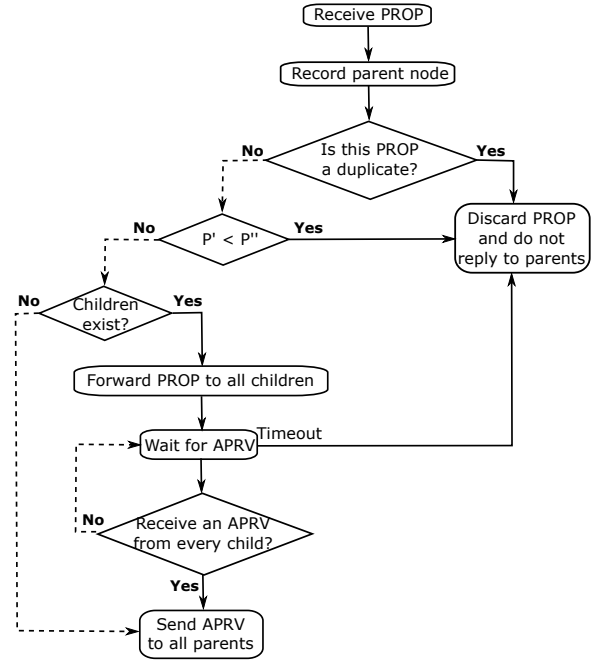 Receive PROP
Record parent node
Is this PROP
a duplicate?
No
Yes
Discard PROP
and do not
reply to parents
P' < P''
No
Yes
Children
exist?
No
Yes
Forward PROP to all children
Wait for APRV
Timeout
Receive an APRV
from every child?
No
Yes
Send APRV
to all parents